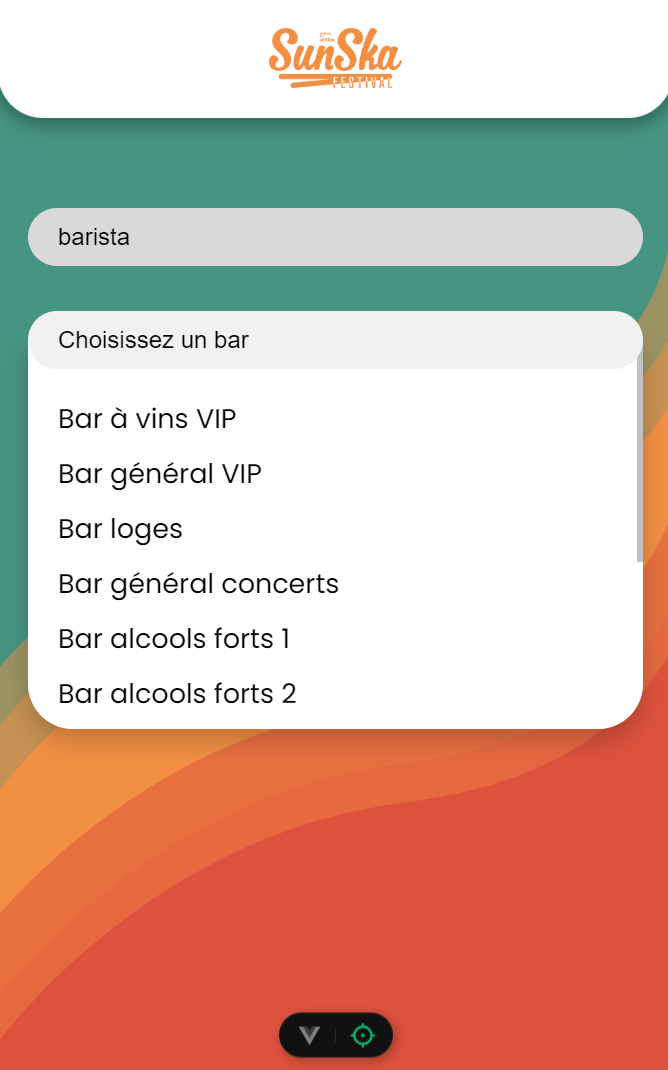 SunSka
FESTIVAL
barista
Choisissez un bar
Bar à vins VIP
Bar général VIP
Bar loges
Bar général concerts
Bar alcools forts 1
Bar alcools forts 2